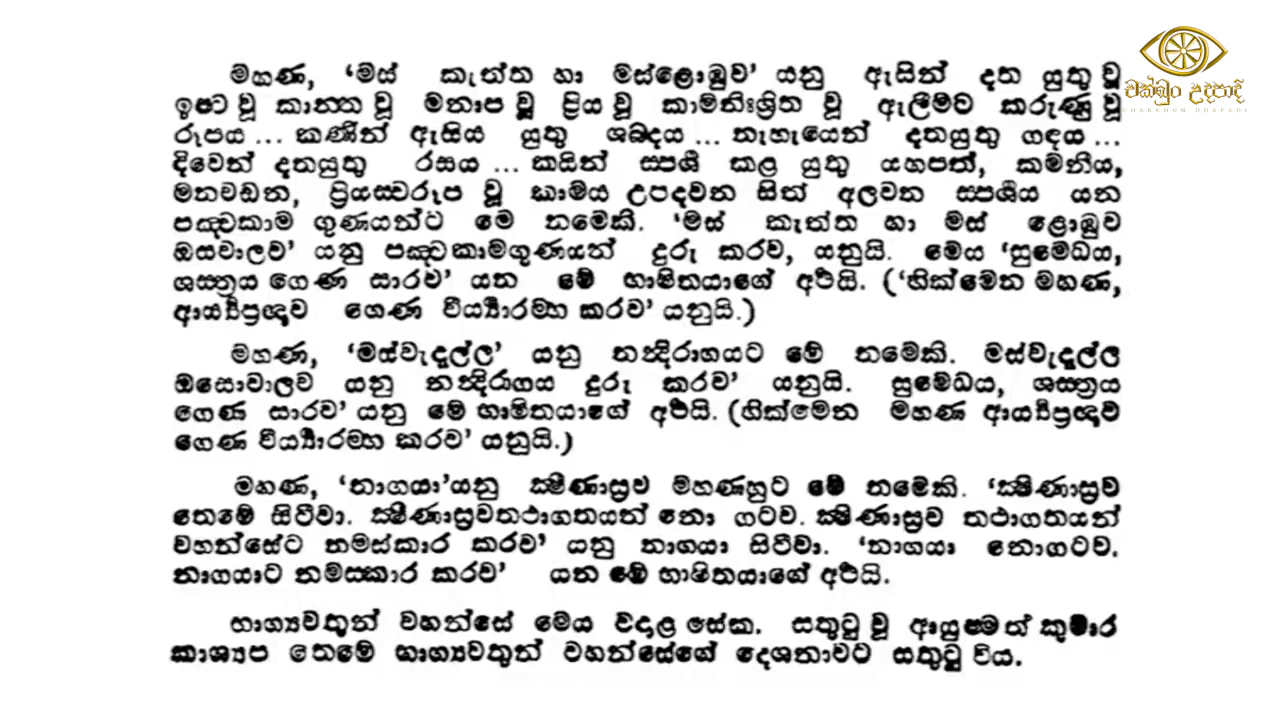 චක්ඛුං උදපාදි
CHAKKHUN UDAPADI
මහණ, ‘මස් කැත්ත හා මස්ළොඹුව’ යනු ඇසින් දත යුතු වූ
ඉෂ්ට වූ කාන්ත වූ මනාප වූ ප්‍රිය වූ කාමනිඃශ්‍රිත වූ ඇලීමට කරුණු වූ
රූපය ... කණින් ඇසිය යුතු ශබ්දය ... නැහැයෙන් දතයුතු ගඳය ...
දිවෙන් දතයුතු රසය ... කයින් ස්පර්‍ශ කළ යුතු යහපත්, කමනීය,
මනවඩන, ප්‍රියස්වරූප වූ කාමය උපදවන සිත් අලවන ස්පර්‍ශය යන
පඤ්චකාම ගුණයන්ට මේ නමෙකි. ‘මස් කැත්ත හා මස් ළොඹුව
ඔසවාලව’ යනු පඤ්චකාමගුණයන් දුරු කරව, යනුයි. මෙය ‘සුමෙධය,
ශස්ත්‍රය ගෙණ සාරව’ යන මේ භාෂිතයාගේ අර්‍ථයි. (‘භික්මෙන මහණ,
ආර්‍ය්‍යප්‍රඥාව ගෙණ වීර්‍ය්‍යාරම්භ කරව’ යනුයි.)
මහණ, ‘මස්වැදැල්ල’ යනු නන්දිරාගයට මේ නමෙකි. මස්වැදැල්ල
ඔසොවාලව යනු නන්දිරාගය දුරු කරව’ යනුයි. සුමේධය, ශස්ත්‍රය
ගෙණ සාරව’ යනු මේ භාෂිතයාගේ අර්‍ථයි. (හික්මෙන මහණ ආර්‍ය්‍යප්‍රඥාව
ගෙණ වීර්‍ය්‍යාරම්භ කරව’ යනුයි.)
මහණ, ‘නාගයා’යනු ක්ෂීණාස්‍රව මහණහුට මේ නමෙකි. ‘ක්ෂීණාස්‍රව
තෙමේ සිටීවා. ක්ෂීණාස්‍රවතථාගතයන් නො ගටව. ක්ෂීණාස්‍රව තථාගතයන්
වහන්සේට නමස්කාර කරව’ යනු නාගයා සිටීවා. ‘නාගයා නොගටව.
නාගයාට නමස්කාර කරව’ යන මේ භාෂිතයාගේ අර්‍ථයි.
භාග්‍යවතුන් වහන්සේ මෙය වදාළ සේක. සතුටු වූ ආයුෂ්මත් කුමාර
කාශ්‍යප තෙමේ භාග්‍යවතුන් වහන්සේගේ දෙශනාවට සතුටු විය.